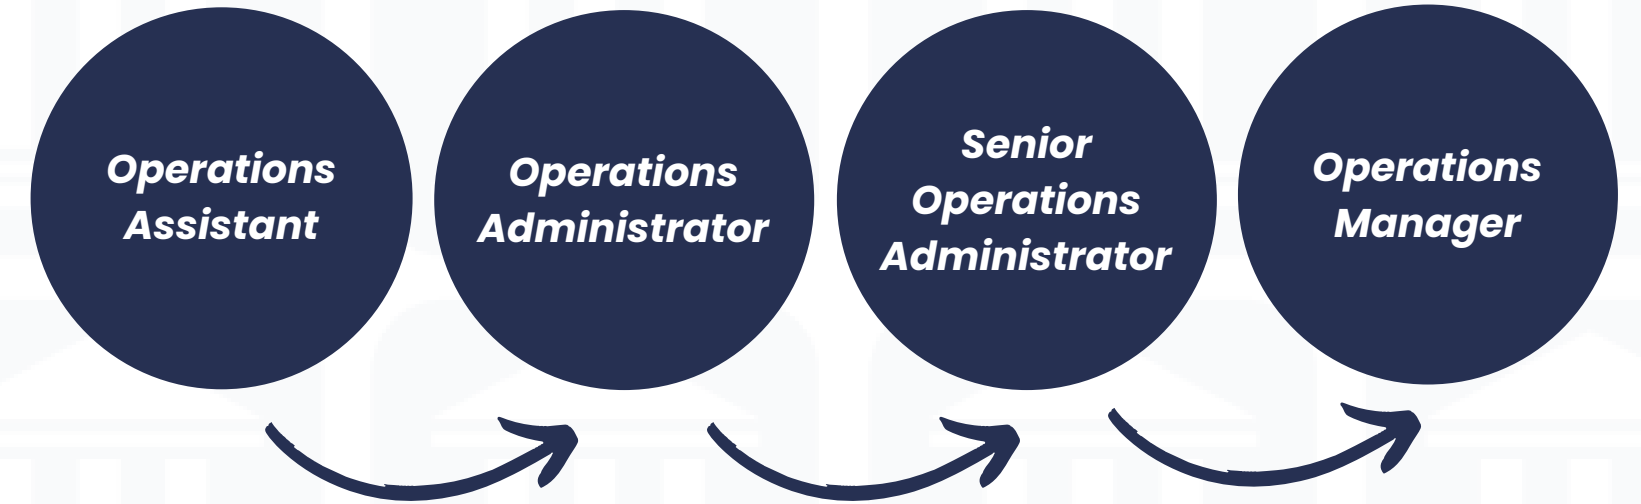 Operations
Assistant
Operations
Administrator
Senior
Operations
Administrator
Operations
Manager